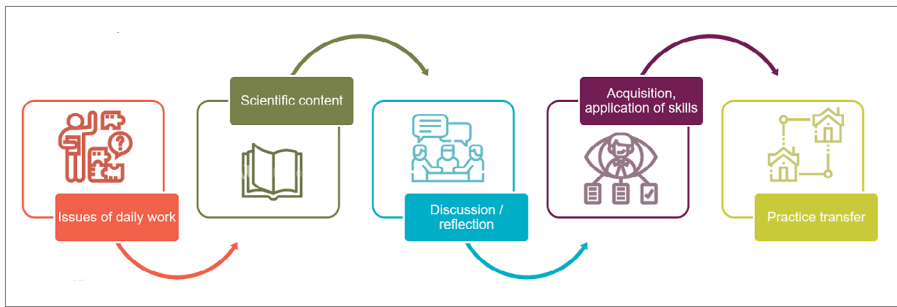 Issues of daily work
Scientific content
Discussion /
reflection
Acquisition,
application of skills
Practice transfer